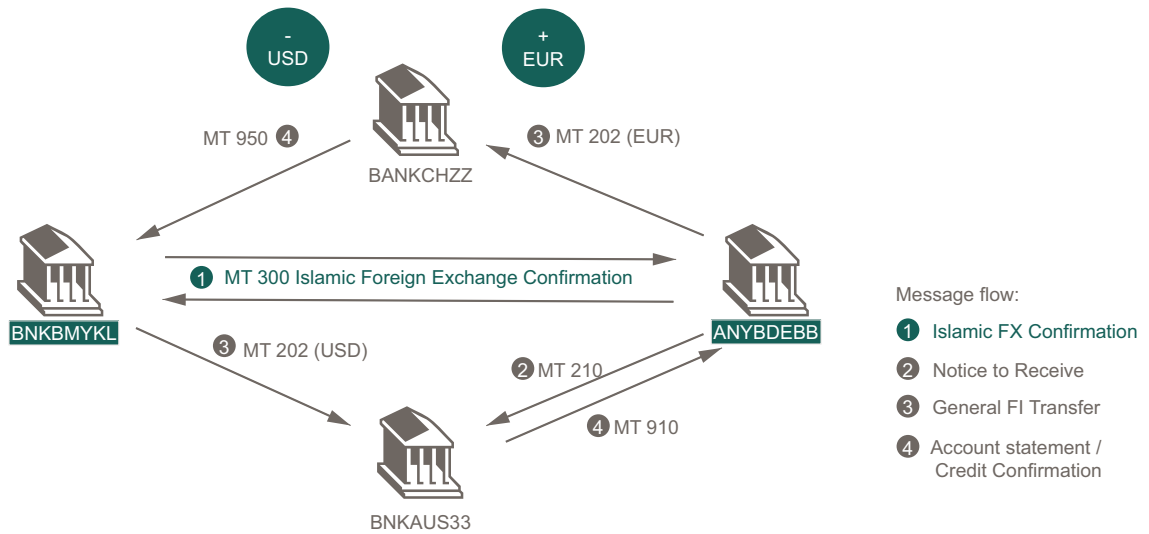 -
USD
+
EUR
MT 950 4
3 MT 202 (EUR)
BANKCHZZ
1 MT 300 Islamic Foreign Exchange Confirmation
BNKBMYKL
ANYBDEBB
3 MT 202 (USD)
2 MT 210
4 MT 910
BNKAUS33
Message flow:
1 Islamic FX Confirmation
2 Notice to Receive
3 General FI Transfer
4 Account statement /
Credit Confirmation